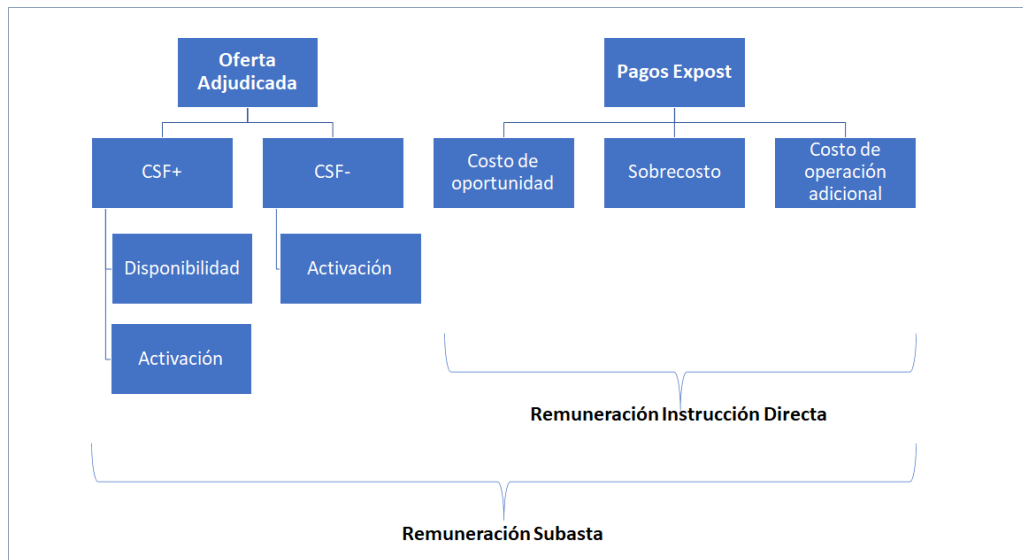 Oferta
Adjudicada
Pagos Expost
CSF+
CSF-
Costo de
oportunidad
Sobrecosto
Costo de
operación
adicional
Disponibilidad
Activación
Activación
Remuneración Instrucción Directa
Remuneración Subasta